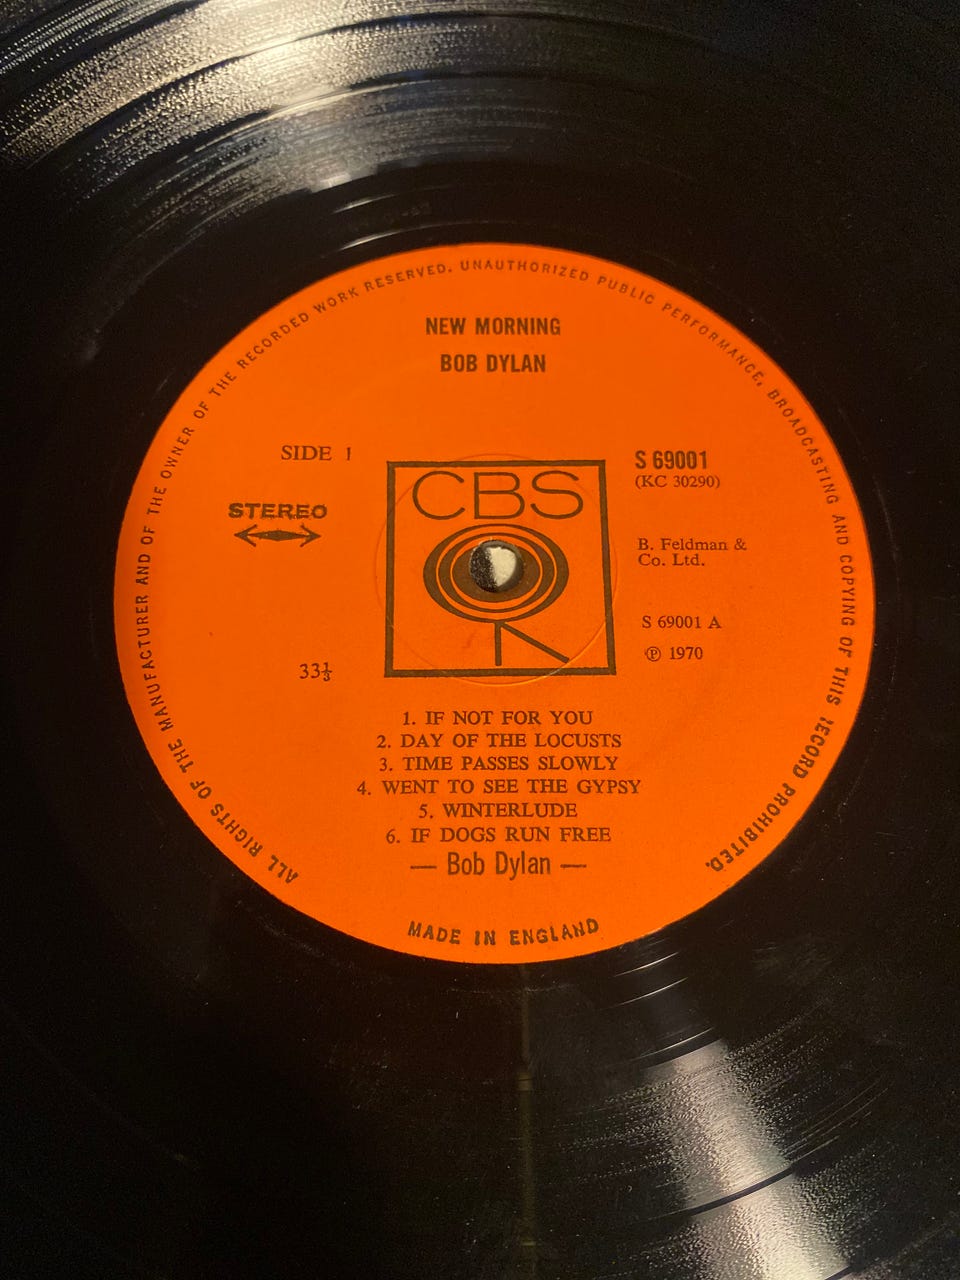 ALL RIGHTS OF THE MANUFACTURER AND OF THE OWNER OF THE RECORDED WORK RESERVED. UNAUTHORIZED PUBLIC PERFORMANCE, BROADCASTING AND COPYING OF THIS RECORD PROHIBITED.
NEW MORNING
BOB DYLAN
SIDE 1
STEREO
33⅓
CBS
S 69001
(KC 30290)
B. Feldman &
Co. Ltd.
S 69001 A
℗ 1970
1. IF NOT FOR YOU
2. DAY OF THE LOCUSTS
3. TIME PASSES SLOWLY
4. WENT TO SEE THE GYPSY
5. WINTERLUDE
6. IF DOGS RUN FREE
— Bob Dylan —
MADE IN ENGLAND